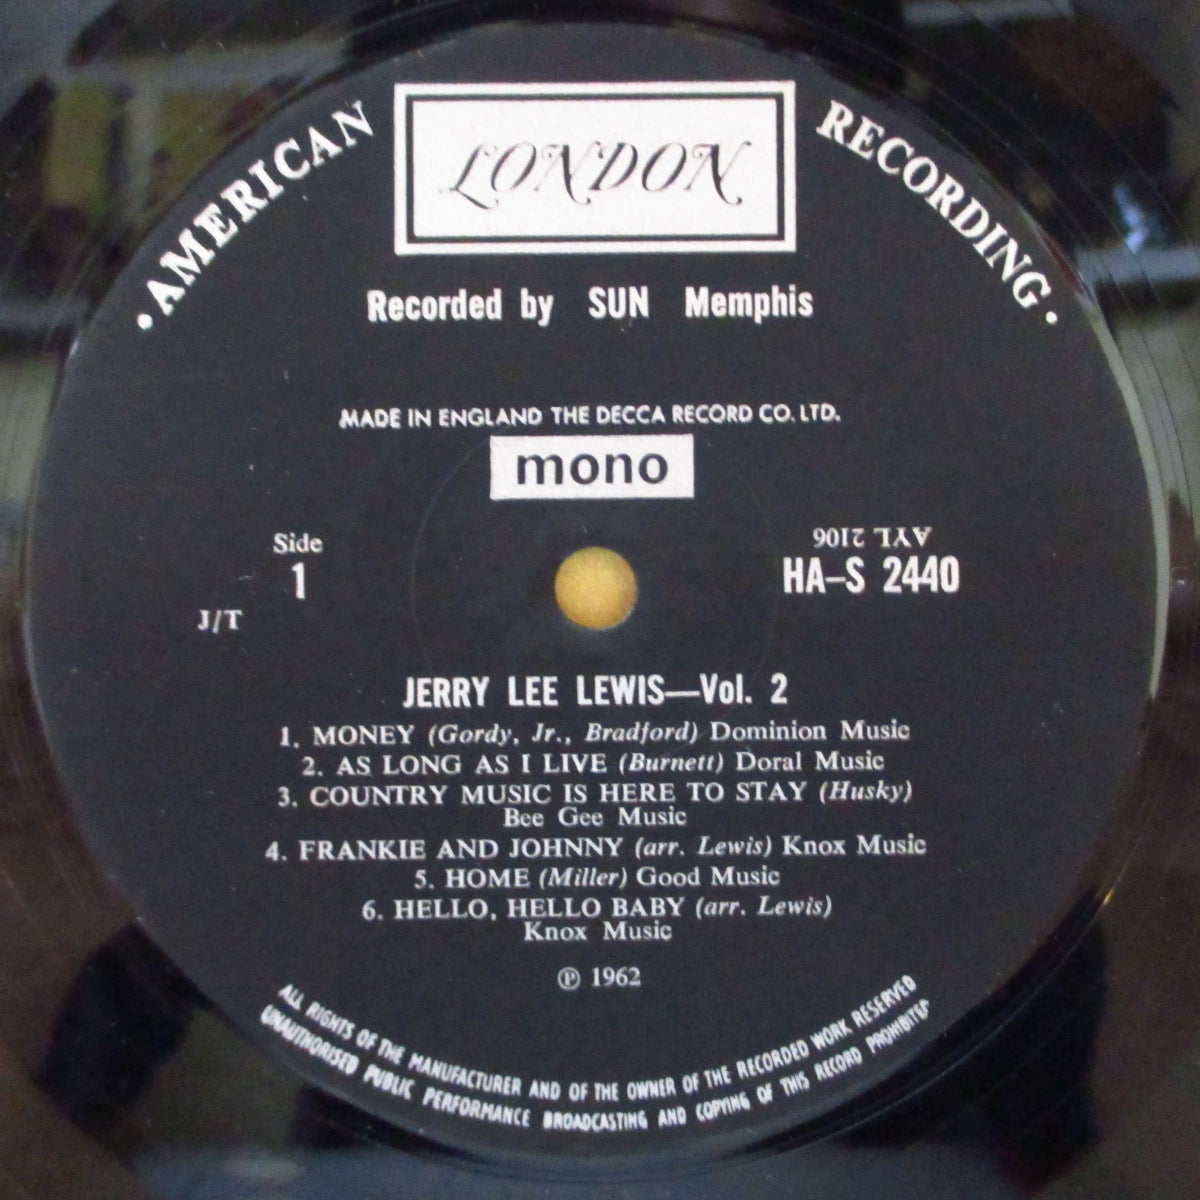 LONDON
· AMERICAN RECORDING ·
Recorded by SUN Memphis
MADE IN ENGLAND THE DECCA RECORD CO. LTD.
mono
Side
1
J/T
AYL 2106
HA–S 2440
JERRY LEE LEWIS—Vol. 2
1. MONEY (Gordy, Jr., Bradford) Dominion Music
2. AS LONG AS I LIVE (Burnett) Doral Music
3. COUNTRY MUSIC IS HERE TO STAY (Husky)
Bee Gee Music
4. FRANKIE AND JOHNNY (arr. Lewis) Knox Music
5. HOME (Miller) Good Music
6. HELLO, HELLO BABY (arr. Lewis)
Knox Music
℗ 1962
ALL RIGHTS OF THE MANUFACTURER AND OF THE OWNER OF THE RECORDED WORK RESERVED
UNAUTHORISED PUBLIC PERFORMANCE BROADCASTING AND COPYING OF THIS RECORD PROHIBITED